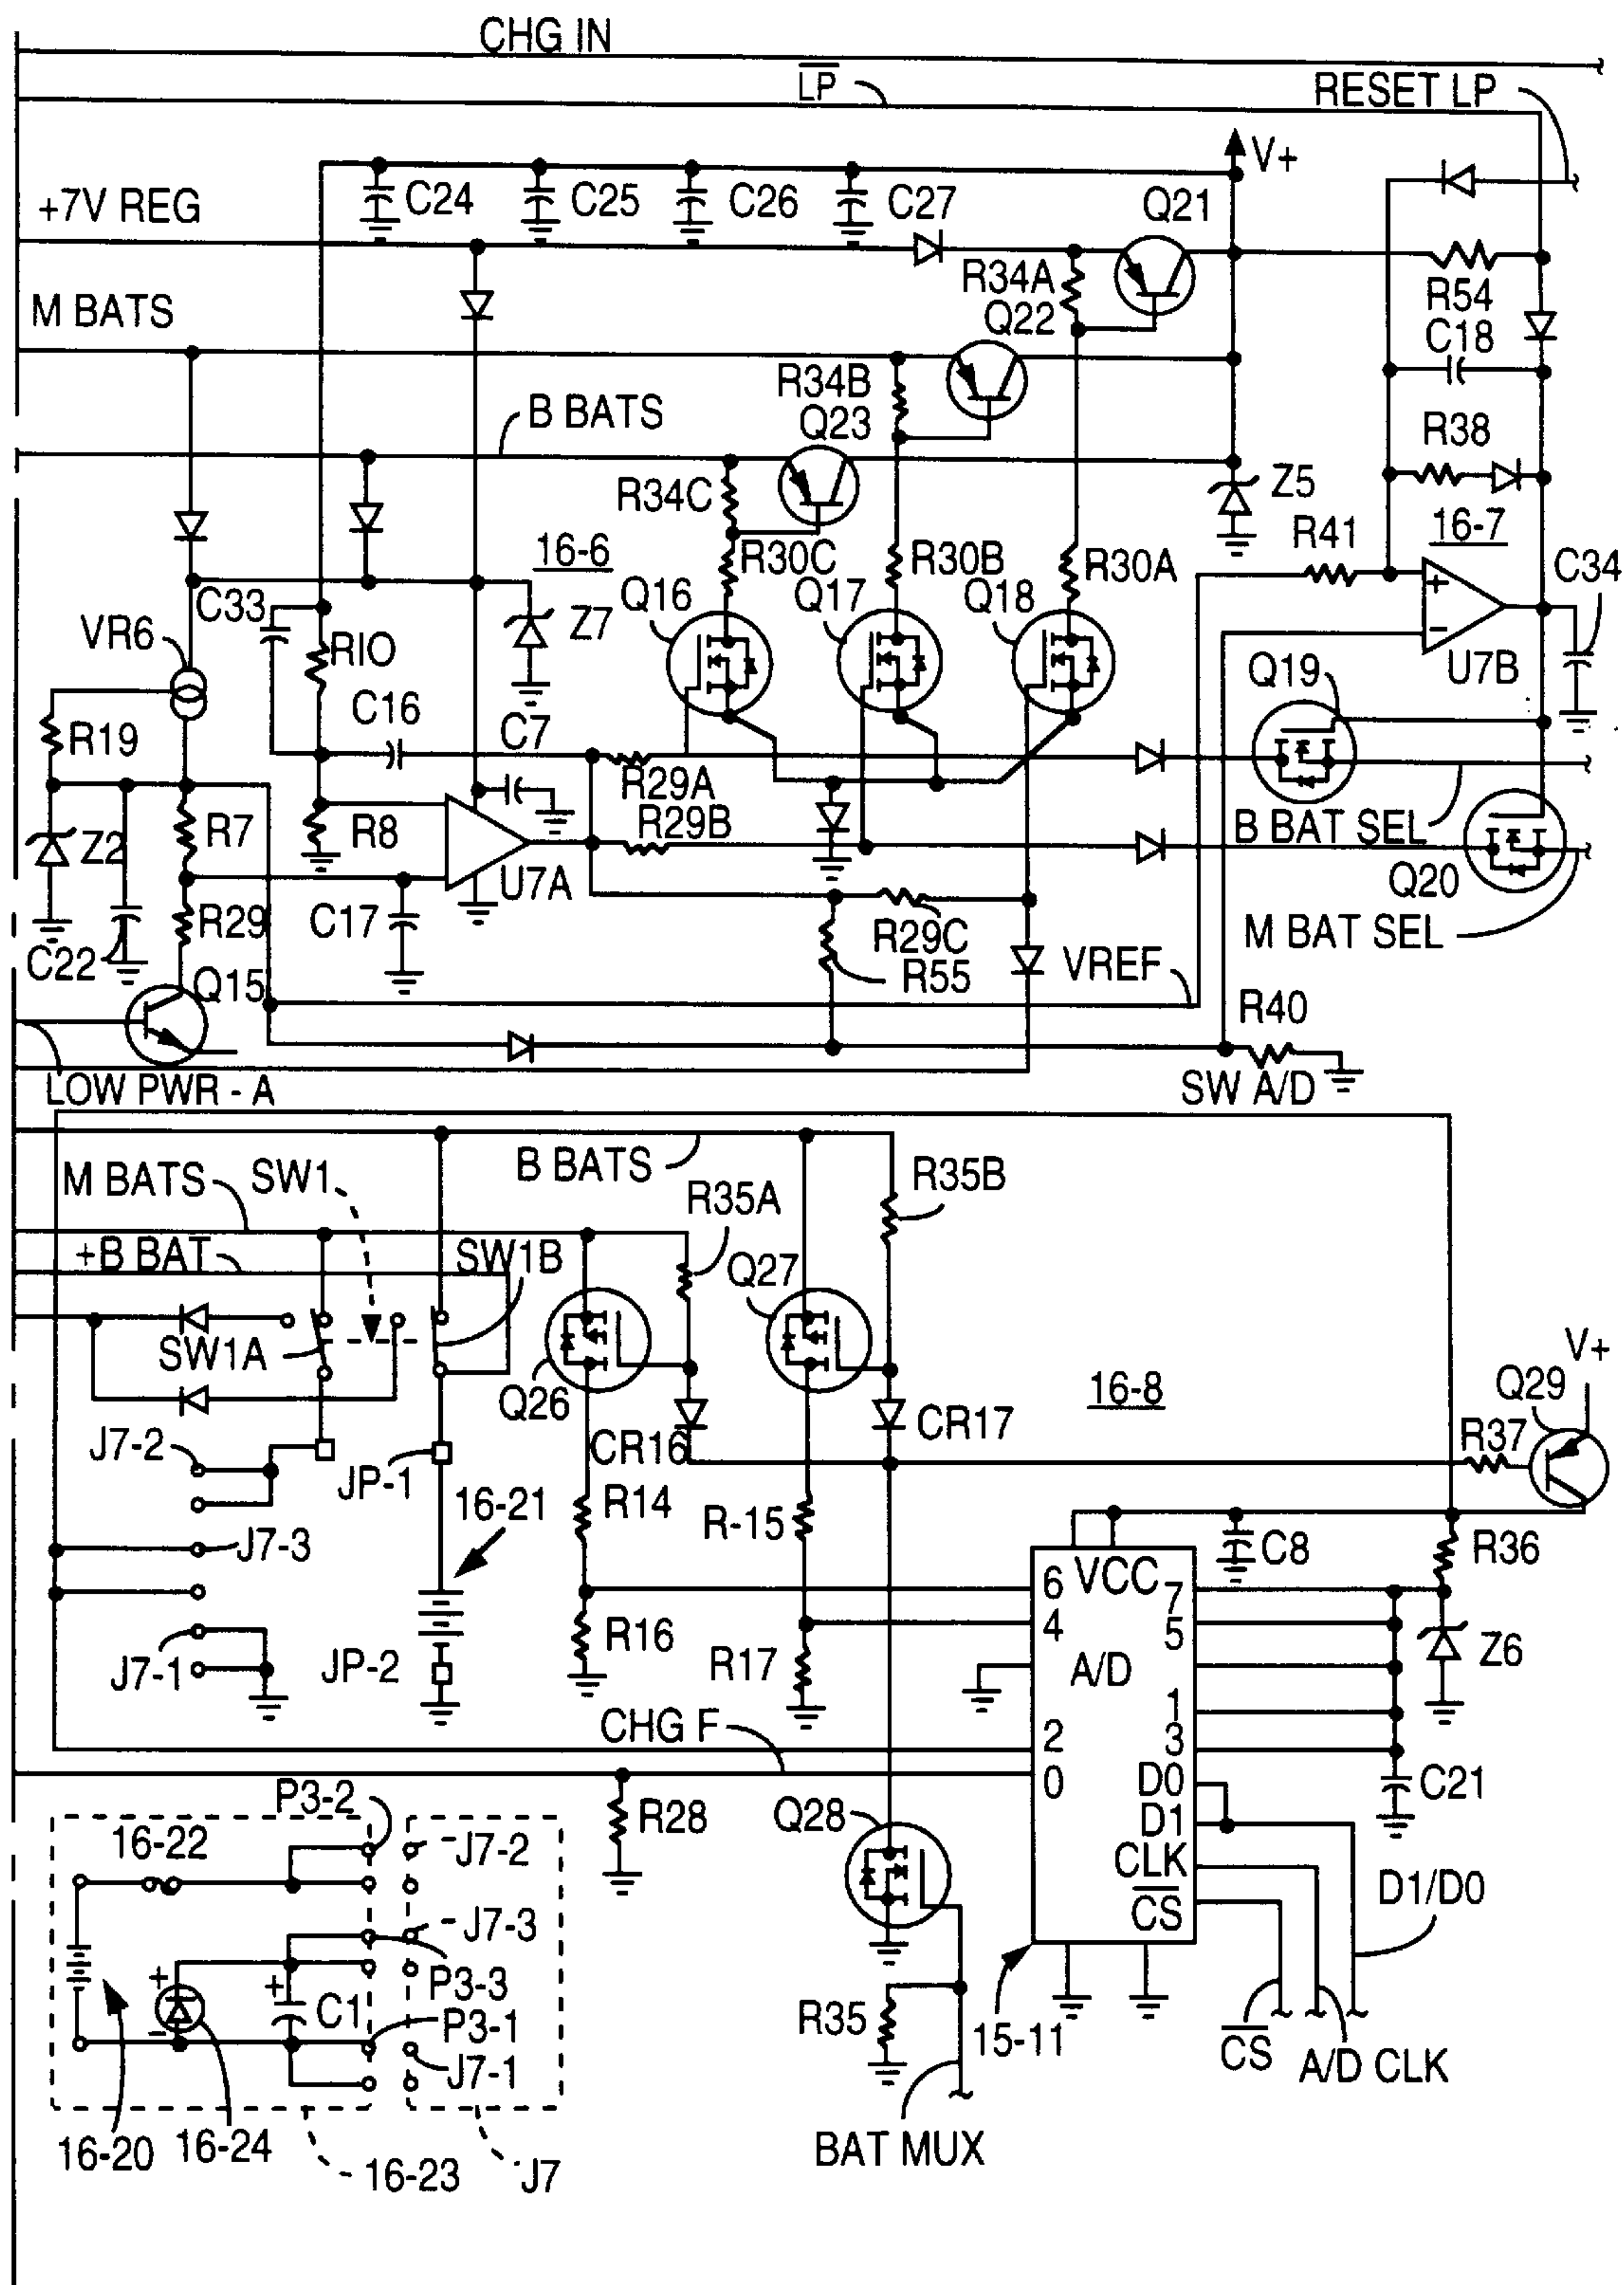 CHG IN
LP
RESET LP
V+
C24
C25
C26
C27
Q21
+7V REG
R34A
Q22
R54
C18
M BATS
R34B
Q23
B BATS
R38
R34C
Z5
16-7
R41
16-6
R30C
R30B
R30A
C34
C33
Q16
Q17
Q18
Z7
VR6
RIO
+
-
U7B
Q19
C16
C7
R19
R29A
R29B
Z2
R7
R8
B BAT SEL
U7A
Q20
R29
C17
R29C
M BAT SEL
C22
R55
VREF
Q15
R40
LOW PWR - A
SW A/D
B BATS
M BATS
SW1
R35A
R35B
+B BAT
SW1B
Q27
SW1A
Q26
V+
16-8
Q29
CR16
CR17
R37
J7-2
JP-1
16-21
R14
R-15
J7-3
C8
R36
6
VCC
7
4
5
R16
J7-1
JP-2
R17
A/D
Z6
1
CHG F
2
3
0
D0
C21
P3-2
R28
Q28
D1
16-22
J7-2
CLK
D1/D0
CS
J7-3
+
+
P3-3
C1
P3-1
R35
15-11
-
J7-1
CS
A/D CLK
16-20
16-24
BAT MUX
16-23
J7